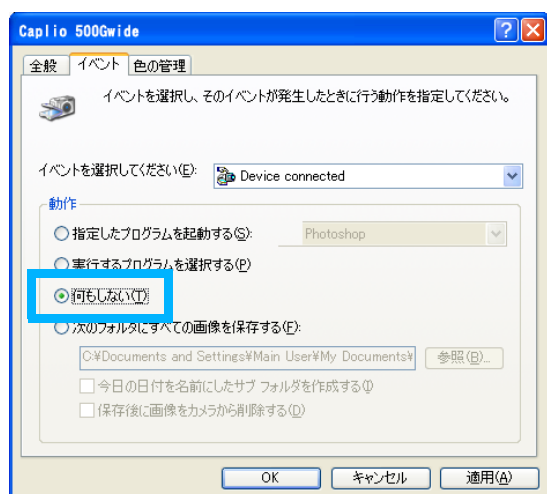 Caplio 500Gwide
全般 イベント 色の管理
イベントを選択し、そのイベントが発生したときに行う動作を指定してください。
イベントを選択してください(E): Device connected
動作
指定したプログラムを起動する(S): Photoshop
実行するプログラムを選択する(P)
何もしない(T)
次のフォルダにすべての画像を保存する(F):
C:¥Documents and Settings¥Main User¥My Documents¥ 参照(B)...
今日の日付を名前にしたサブ フォルダを作成する(I)
保存後に画像をカメラから削除する(D)
OK キャンセル 適用(A)